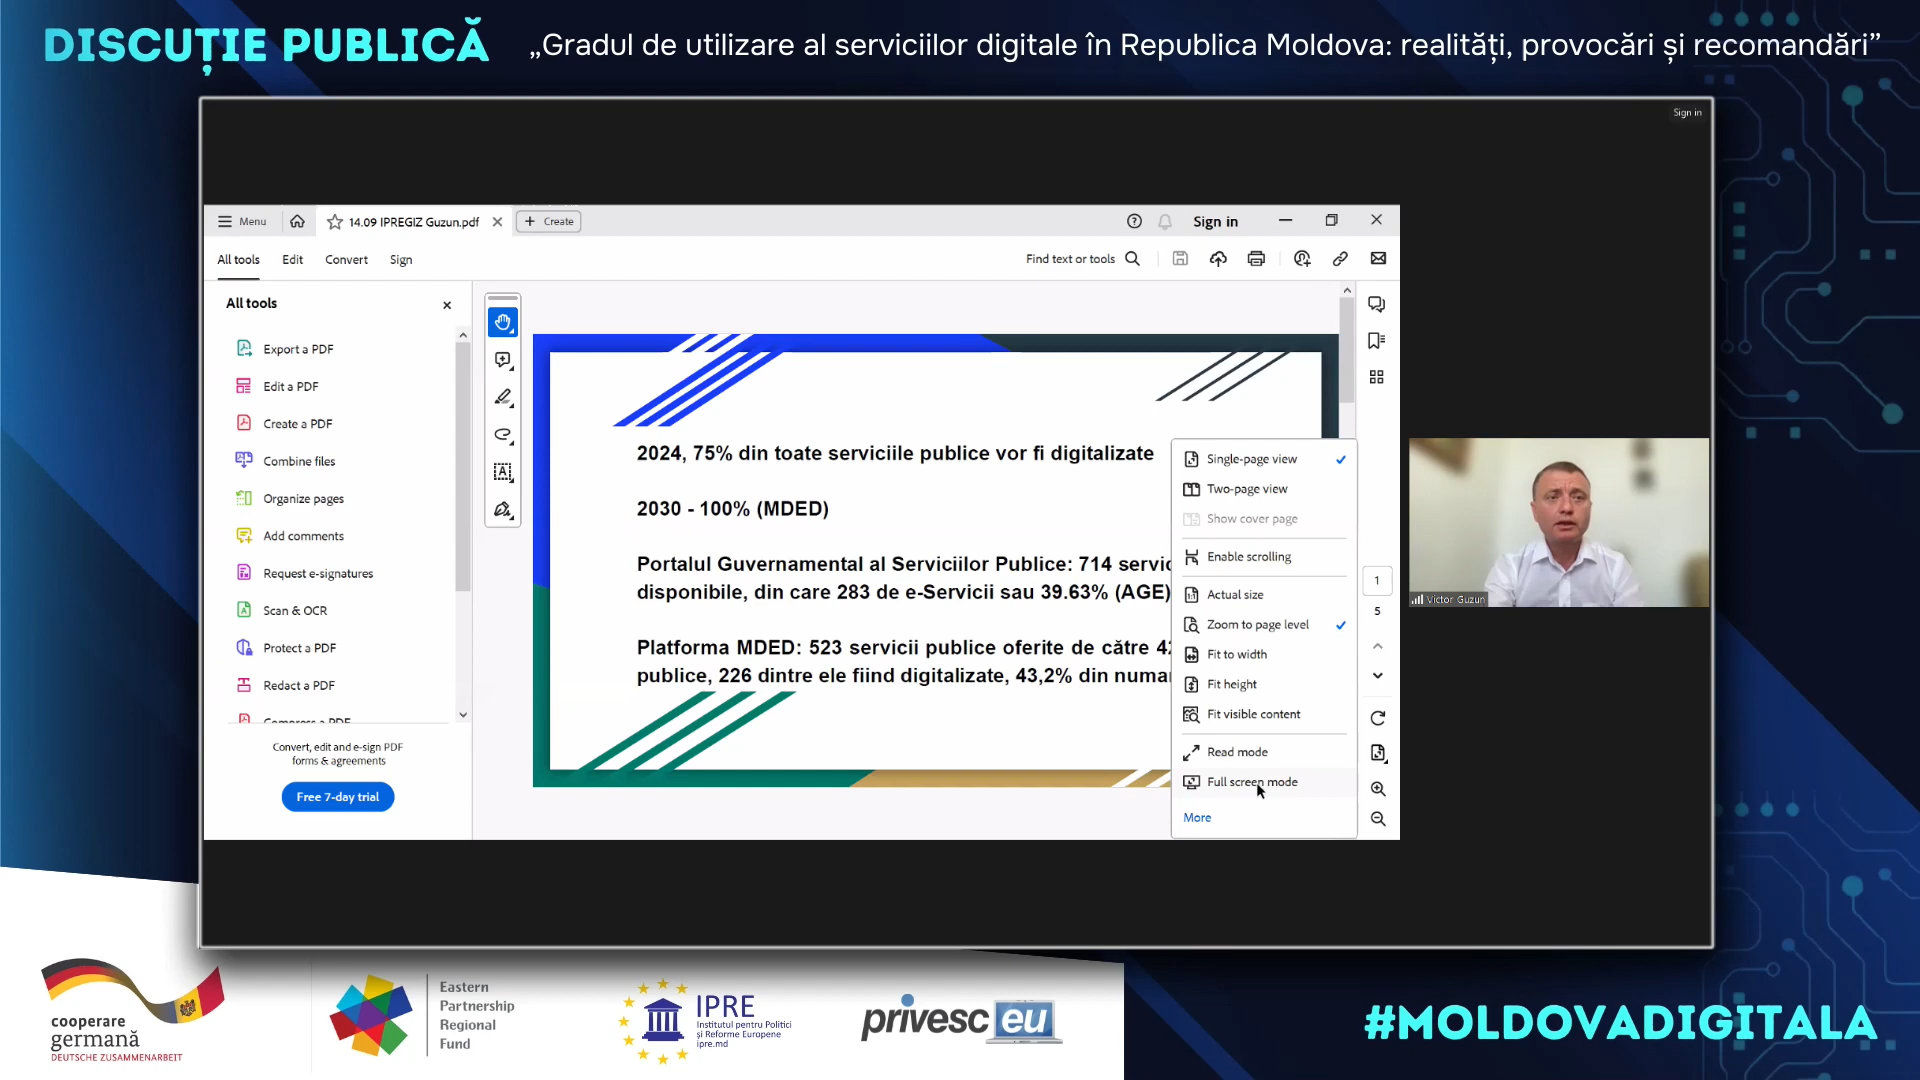 DISCUȚIE PUBLICĂ
„Gradul de utilizare al serviciilor digitale în Republica Moldova: realități, provocări și recomandări”
Sign in
Menu
14.09 IPREGIZ Guzun.pdf
Create
Sign in
All tools
Edit
Convert
Sign
Find text or tools
All tools
Export a PDF
Edit a PDF
Create a PDF
Combine files
Organize pages
Add comments
Request e-signatures
Scan & OCR
Protect a PDF
Redact a PDF
Compress a PDF
Convert, edit and e-sign PDF
forms & agreements
Free 7-day trial
2024, 75% din toate serviciile publice vor fi digitalizate
2030 - 100% (MDED)
Portalul Guvernamental al Serviciilor Publice: 714 servic
disponibile, din care 283 de e-Servicii sau 39.63% (AGE)
Platforma MDED: 523 servicii publice oferite de către 42
publice, 226 dintre ele fiind digitalizate, 43,2% din numa
Single-page view
Two-page view
Show cover page
Enable scrolling
Actual size
Zoom to page level
Fit to width
Fit height
Fit visible content
Read mode
Full screen mode
More
1
5
Victor Guzun
cooperare
germană
DEUTSCHE ZUSAMMENARBEIT
Eastern
Partnership
Regional
Fund
IPRE
Institutul pentru Politici
și Reforme Europene
ipre.md
privesc eu
#MOLDOVADIGITALA